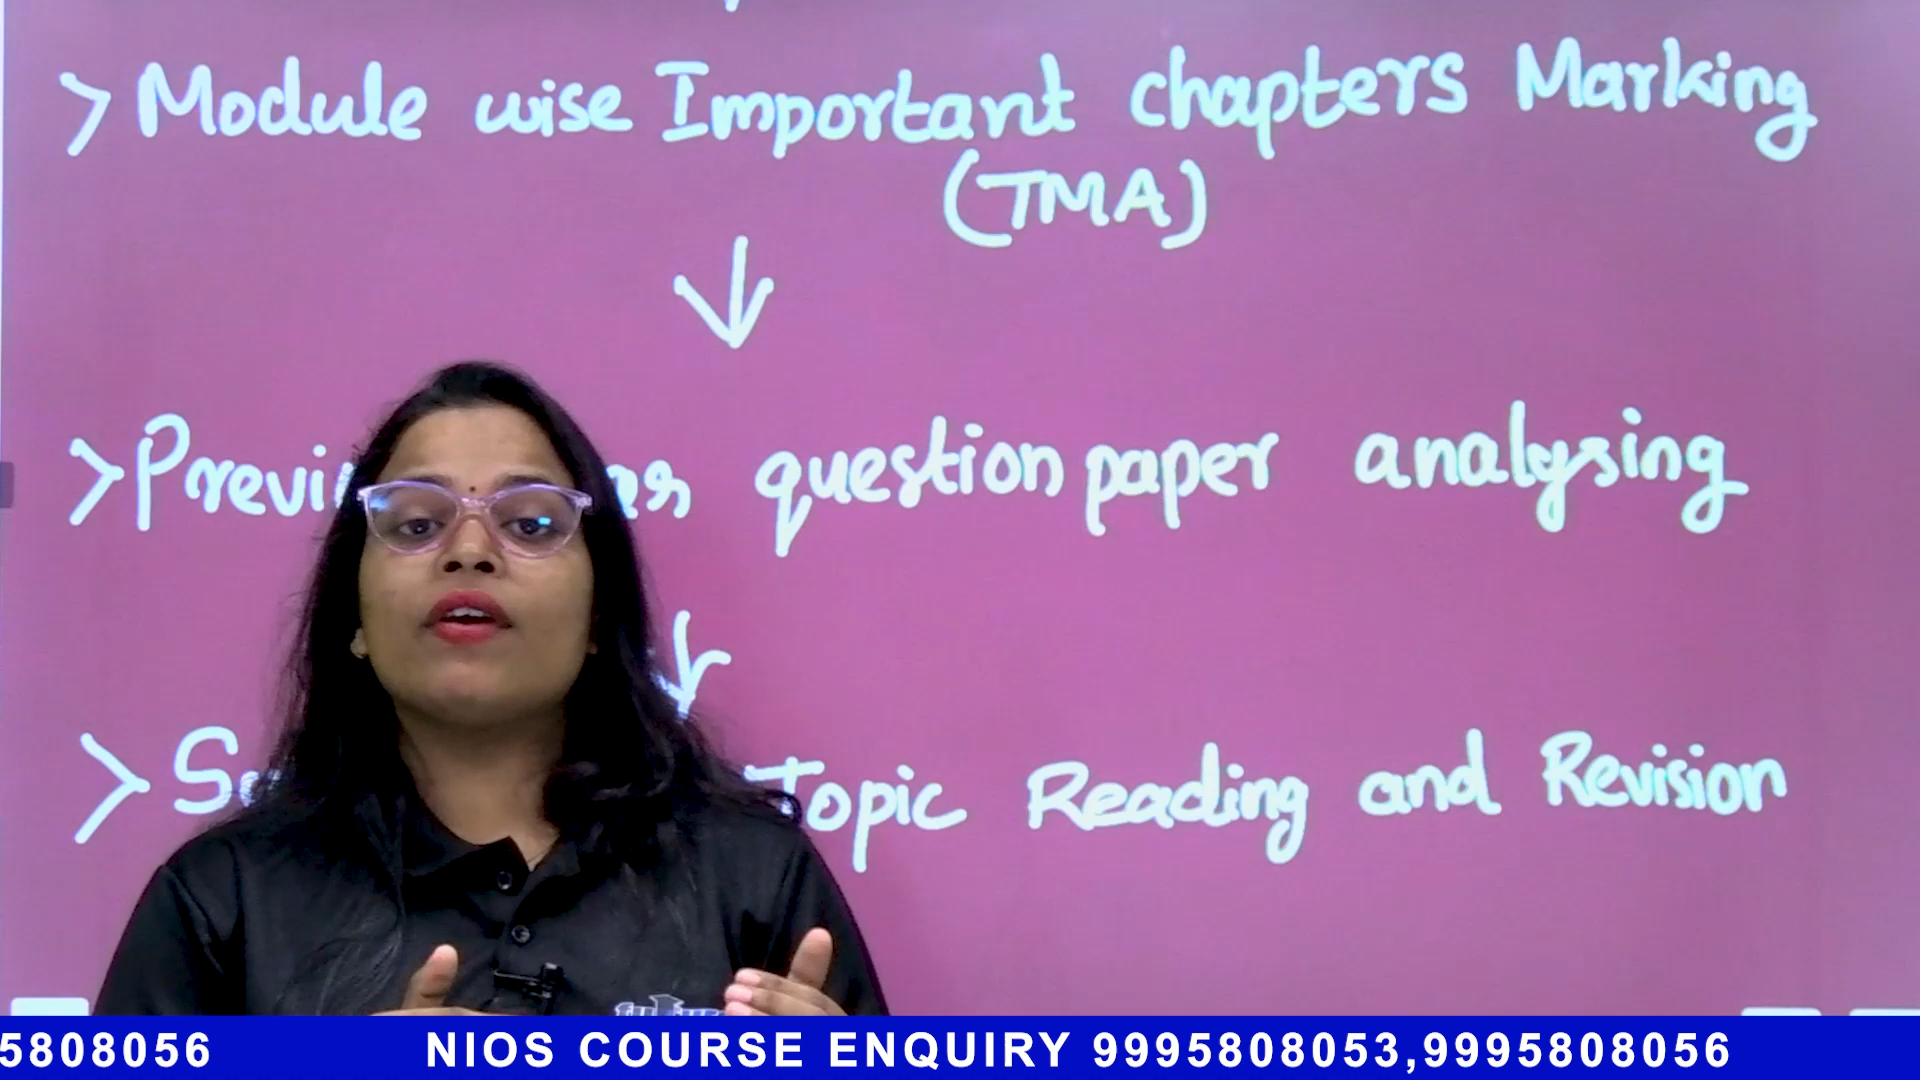 > Module wise Important chapters Marking
(TMA)
> question paper analysing
> Topic Reading and Revision
5808056 NIOS COURSE ENQUIRY 9995808053,9995808056